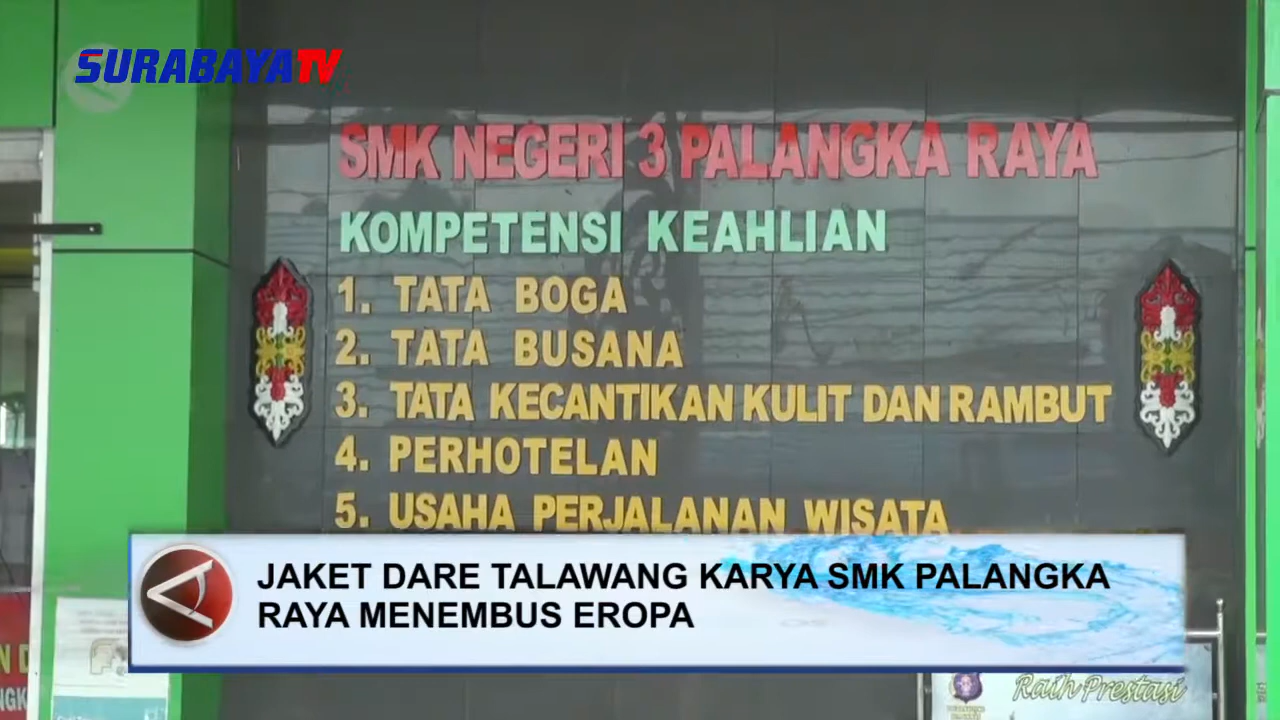 SURABAYATV
SMK NEGERI 3 PALANGKA RAYA
KOMPETENSI KEAHLIAN
1. TATA BOGA
2. TATA BUSANA
3. TATA KECANTIKAN KULIT DAN RAMBUT
4. PERHOTELAN
5. USAHA PERJALANAN WISATA
JAKET DARE TALAWANG KARYA SMK PALANGKA
RAYA MENEMBUS EROPA
Raih Prestasi